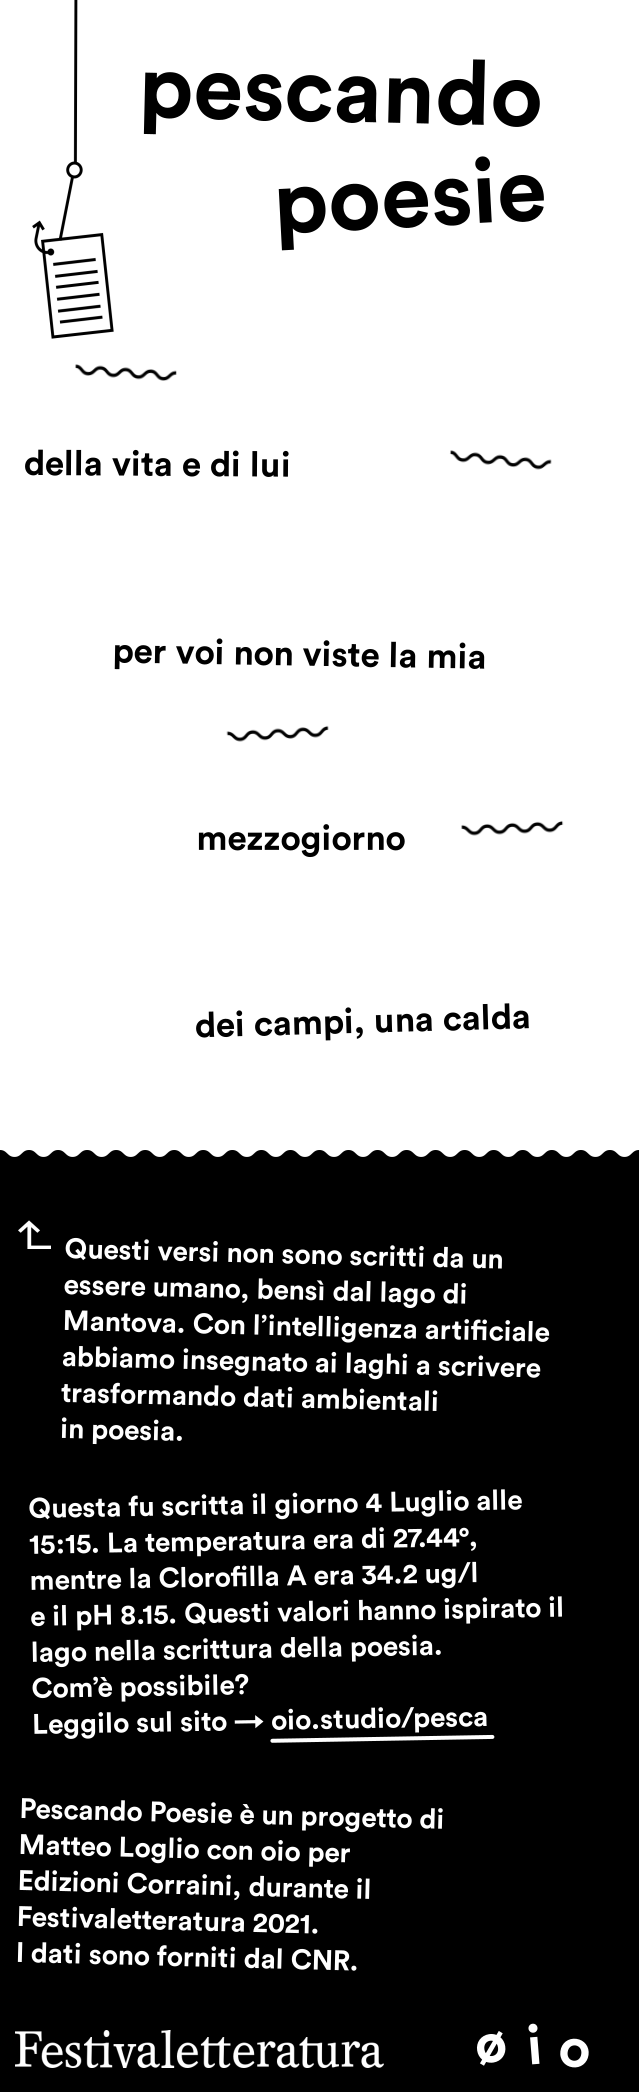 pescando
poesie
della vita e di lui
per voi non viste la mia
mezzogiorno
dei campi, una calda
Questi versi non sono scritti da un
essere umano, bensì dal lago di
Mantova. Con l’intelligenza artificiale
abbiamo insegnato ai laghi a scrivere
trasformando dati ambientali
in poesia.
Questa fu scritta il giorno 4 Luglio alle
15:15. La temperatura era di 27.44°,
mentre la Clorofilla A era 34.2 ug/l
e il pH 8.15. Questi valori hanno ispirato il
lago nella scrittura della poesia.
Com’è possibile?
Leggilo sul sito → oio.studio/pesca
Pescando Poesie è un progetto di
Matteo Loglio con oio per
Edizioni Corraini, durante il
Festivaletteratura 2021.
I dati sono forniti dal CNR.
Festivaletteratura
ø i o